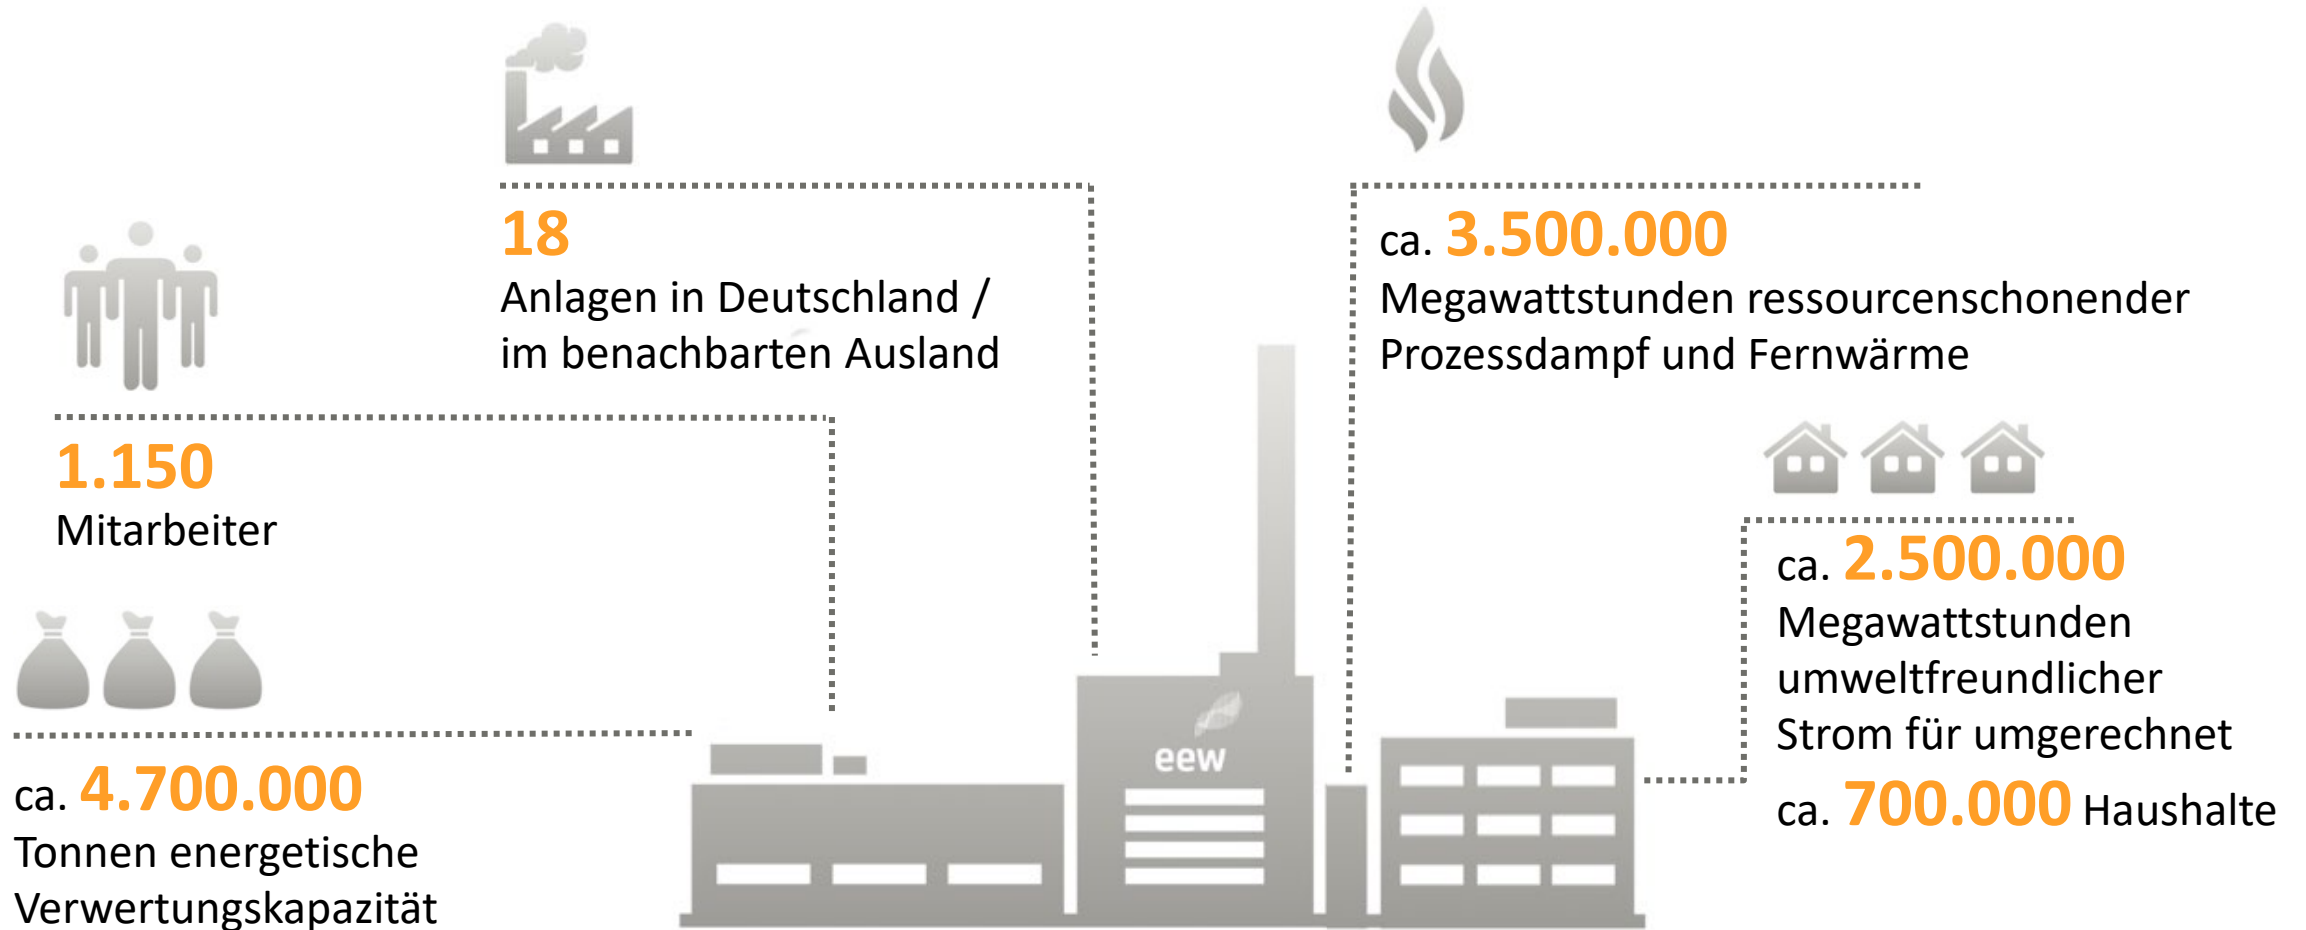 18
Anlagen in Deutschland /
im benachbarten Ausland
ca. 3.500.000
Megawattstunden ressourcenschonender
Prozessdampf und Fernwärme
1.150
Mitarbeiter
ca. 2.500.000
Megawattstunden
umweltfreundlicher
Strom für umgerechnet
ca. 700.000 Haushalte
ca. 4.700.000
Tonnen energetische
Verwertungskapazität
eew